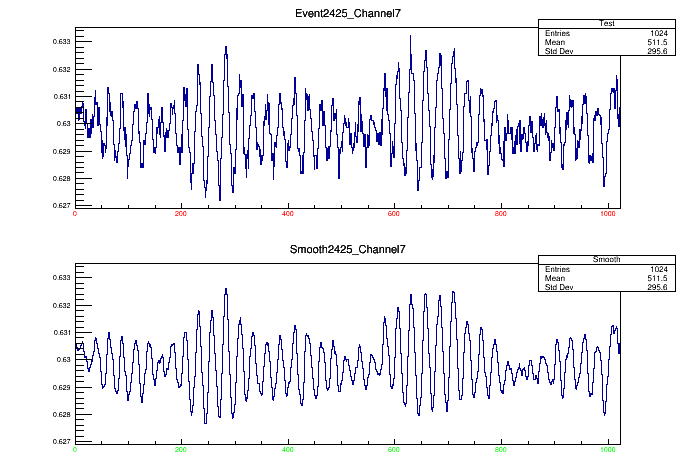 Event2425_Channel7
Test
Entries 1024
Mean 511.5
Std Dev 295.6
0.633
0.632
0.631
0.63
0.629
0.628
0.627
0 200 400 600 800 1000
Smooth2425_Channel7
Smooth
Entries 1024
Mean 511.5
Std Dev 295.6
0.633
0.632
0.631
0.63
0.629
0.628
0.627
0 200 400 600 800 1000